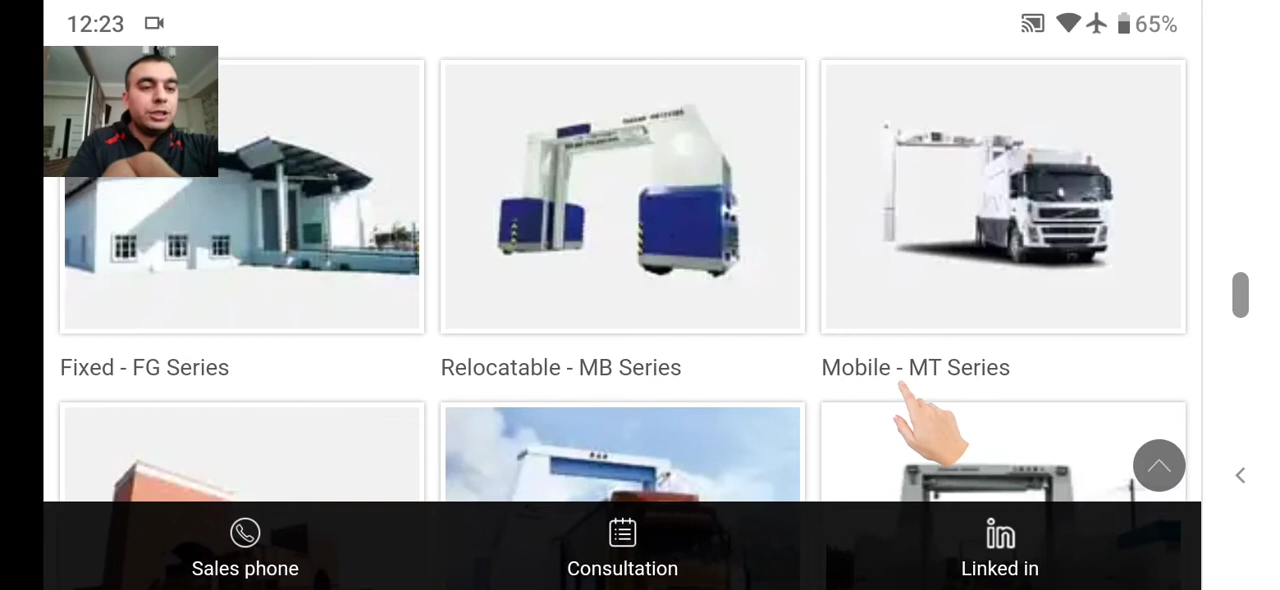 12:23
65%
Fixed - FG Series
Relocatable - MB Series
Mobile - MT Series
Sales phone
Consultation
Linked in